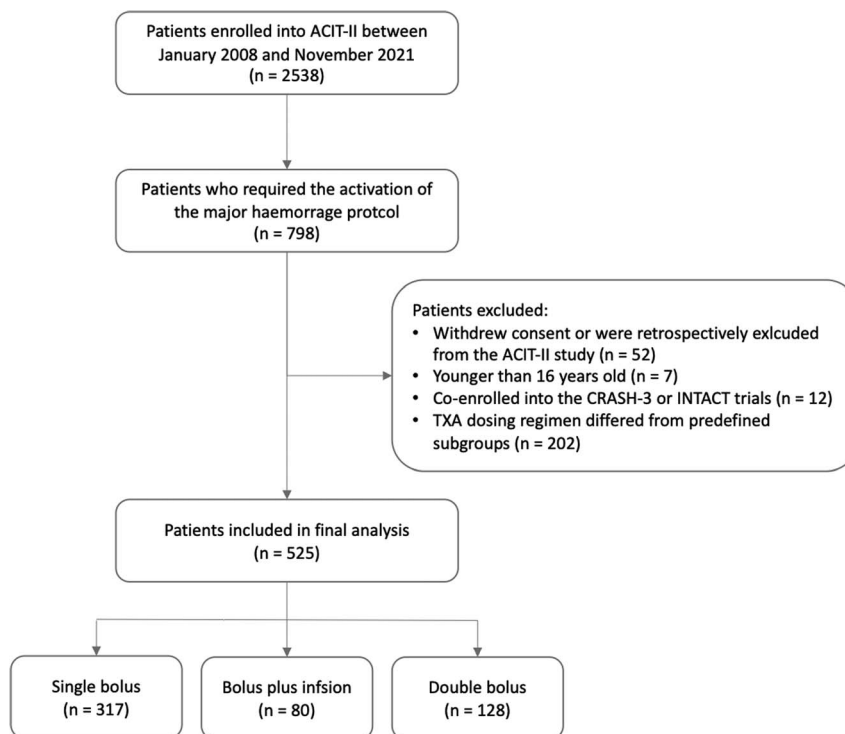 Patients enrolled into ACIT-II between
January 2008 and November 2021
(n = 2538)
Patients who required the activation of
the major haemorrage protcol
(n = 798)
Patients excluded:
• Withdrew consent or were retrospectively exlcuded
from the ACIT-II study (n = 52)
• Younger than 16 years old (n = 7)
• Co-enrolled into the CRASH-3 or INTACT trials (n = 12)
• TXA dosing regimen differed from predefined
subgroups (n = 202)
Patients included in final analysis
(n = 525)
Single bolus
(n = 317)
Bolus plus infsion
(n = 80)
Double bolus
(n = 128)